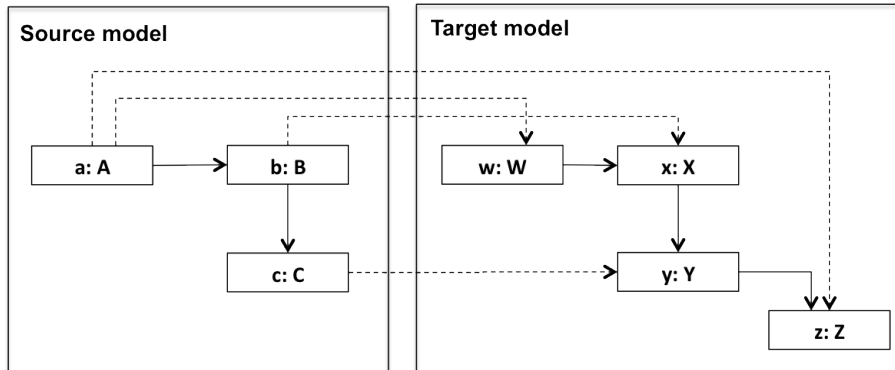 Source model
Target model
a: A
b: B
w: W
x: X
c: C
y: Y
z: Z